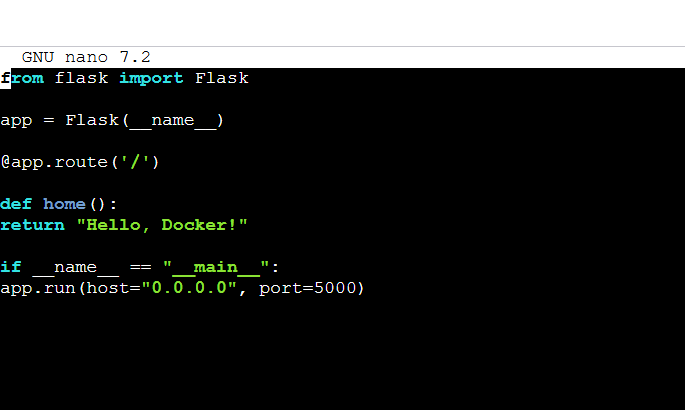 GNU nano 7.2
from flask import Flask
app = Flask(__name__)
@app.route('/')
def home():
return "Hello, Docker!"
if __name__ == "__main__":
app.run(host="0.0.0.0", port=5000)